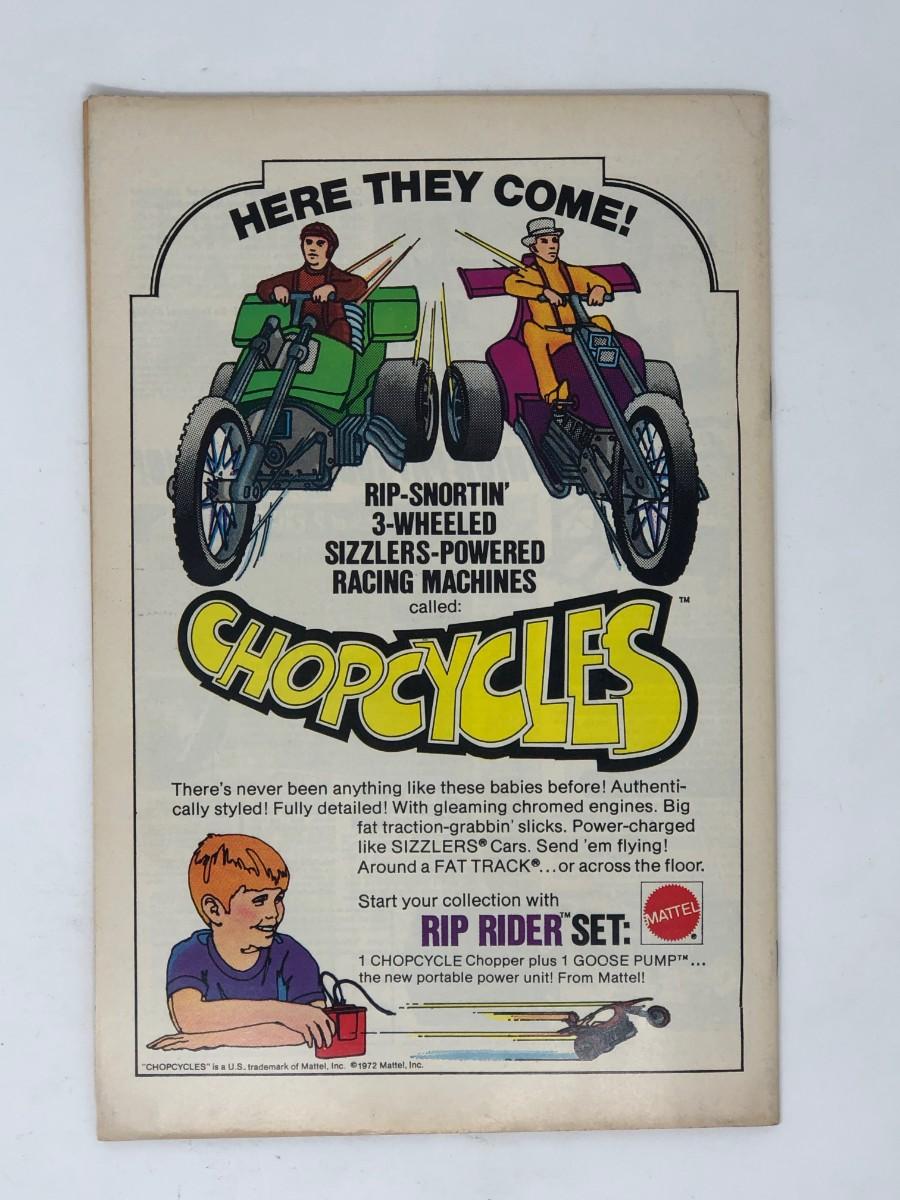 HERE THEY COME!
RIP-SNORTIN'
3-WHEELED
SIZZLERS-POWERED
RACING MACHINES
called:
CHOPCYCLES™
There's never been anything like these babies before! Authenti-
cally styled! Fully detailed! With gleaming chromed engines. Big
fat traction-grabbin' slicks. Power-charged
like SIZZLERS® Cars. Send 'em flying!
Around a FAT TRACK®...or across the floor.
Start your collection with
RIP RIDER™ SET:
MATTEL®
1 CHOPCYCLE Chopper plus 1 GOOSE PUMP™...
the new portable power unit! From Mattel!
"CHOPCYCLES" is a U.S. trademark of Mattel, Inc. ©1972 Mattel, Inc.